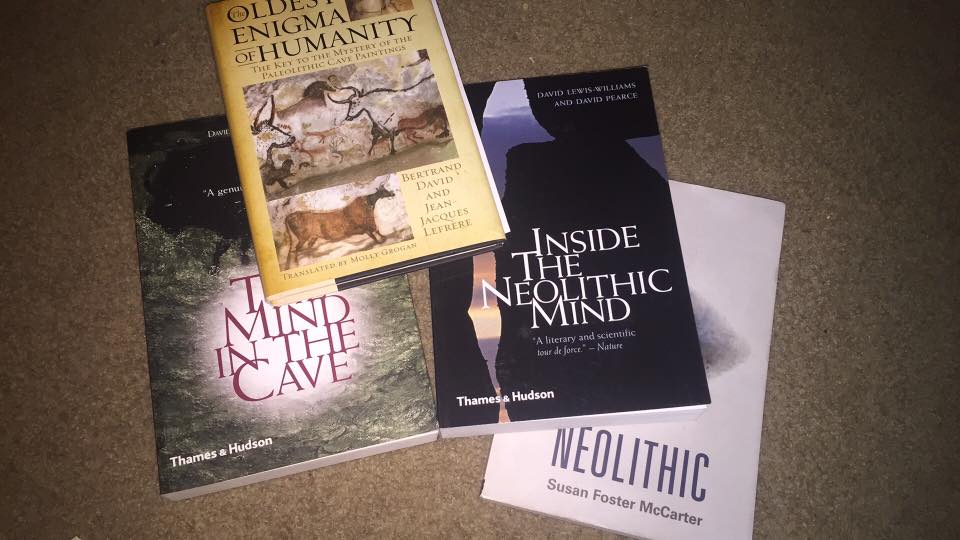 The
OLDEST
ENIGMA
OF HUMANITY
THE KEY TO THE MYSTERY OF THE
PALEOLITHIC CAVE PAINTINGS
BERTRAND
DAVID
AND
JEAN-
JACQUES
LEFRÈRE
TRANSLATED BY MOLLY GROGAN
DAVID
"A genu
T
MIND
IN THE
CAVE
Thames & Hudson
DAVID LEWIS-WILLIAMS
AND DAVID PEARCE
INSIDE
THE
NEOLITHIC
MIND
"A literary and scientific
tour de force." – Nature
Thames & Hudson
NEOLITHIC
Susan Foster McCarter